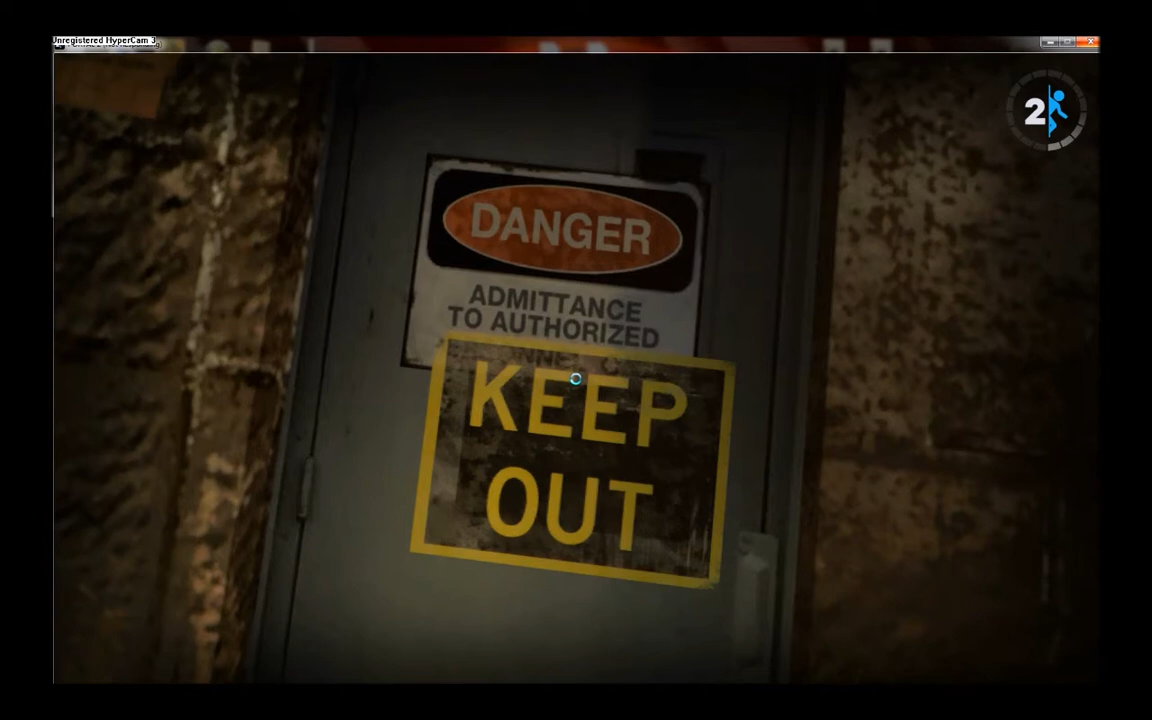 Unregistered HyperCam 3
2
DANGER
ADMITTANCE
TO AUTHORIZED
KEEP
OUT